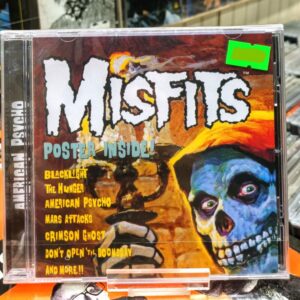 MISFITS
TM
AMERICAN PSYCHO
POSTER INSIDE!
BLACKLIGHT
THE HUNGER
AMERICAN PSYCHO
MARS ATTACKS
CRIMSON GHOST
DON'T OPEN 'TIL DOOMSDAY
AND MORE!!